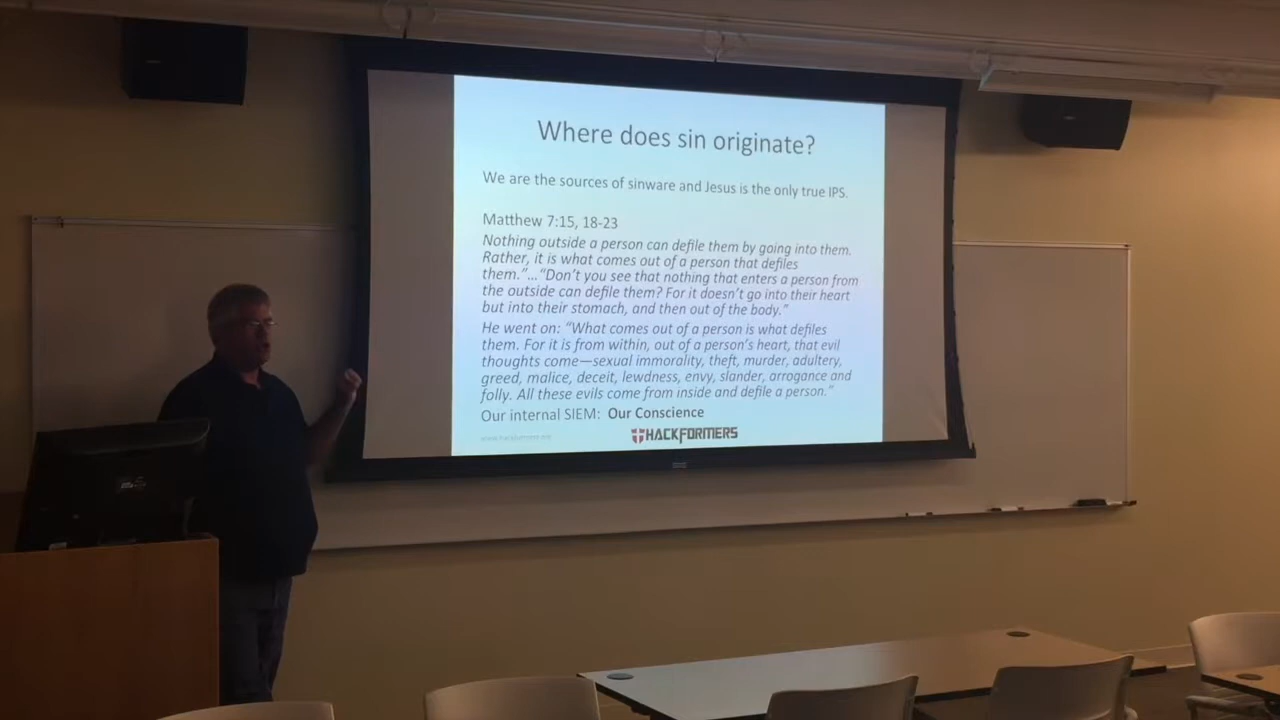 Where does sin originate?
We are the sources of sinware and Jesus is the only true IPS.
Matthew 7:15, 18-23
Nothing outside a person can defile them by going into them.
Rather, it is what comes out of a person that defiles
them.”…“Don’t you see that nothing that enters a person from
the outside can defile them? For it doesn’t go into their heart
but into their stomach, and then out of the body.”
He went on: “What comes out of a person is what defiles
them. For it is from within, out of a person’s heart, that evil
thoughts come—sexual immorality, theft, murder, adultery,
greed, malice, deceit, lewdness, envy, slander, arrogance and
folly. All these evils come from inside and defile a person.”
Our internal SIEM: Our Conscience
www.hackformers.org
HACKFORMERS